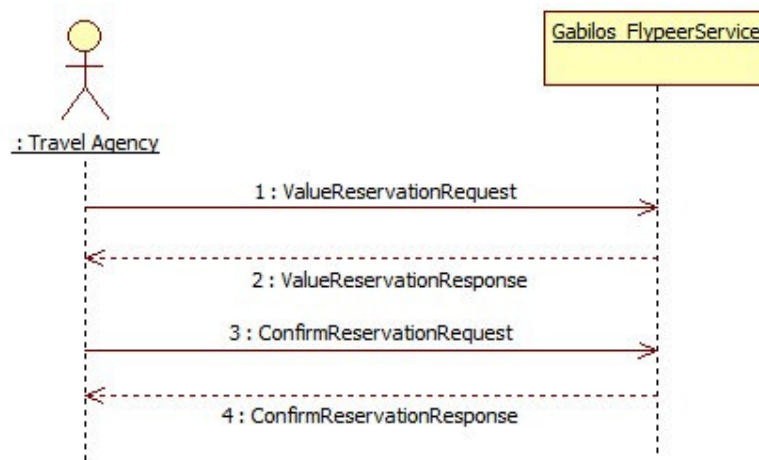 Gabilos FlypeerService
: Travel Agency
1 : ValueReservationRequest
2 : ValueReservationResponse
3 : ConfirmReservationRequest
4 : ConfirmReservationResponse